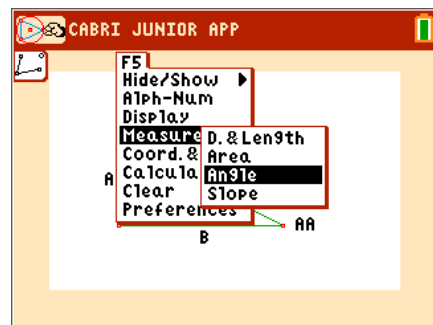 CABRI JUNIOR APP
F5
Hide/Show
Alph-Num
Display
Measure
D.&Length
Coord.&
Area
Calcula
Angle
Clear
Slope
Preferences
A
AA
B